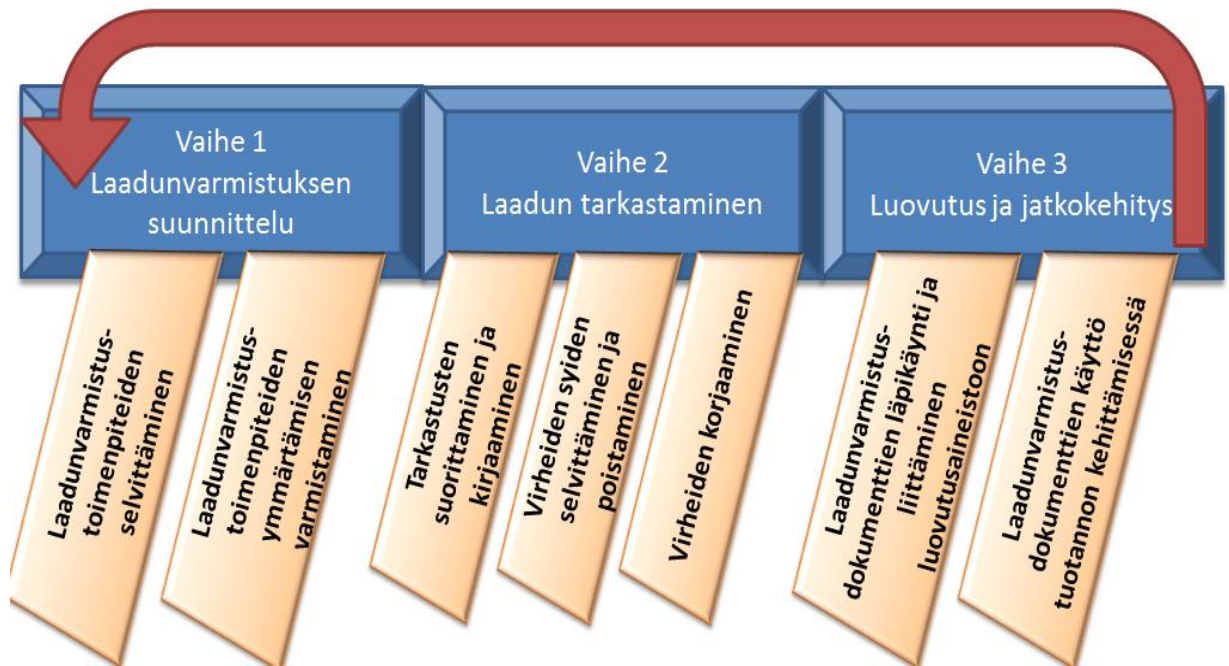 Vaihe 1
Laadunvarmistuksen
suunnittelu
Vaihe 2
Laadun tarkastaminen
Vaihe 3
Luovutus ja jatkokehitys
Laadunvarmistus-
toimenpiteiden
selvittäminen
Laadunvarmistus-
toimenpiteiden
ymmärtämisen
varmistaminen
Tarkastusten
suorittaminen ja
kirjaaminen
Virheiden syiden
selvittäminen ja
poistaminen
Virheiden korjaaminen
Laadunvarmistus-
dokumenttien läpikäynti ja
liittäminen
luovutusaineistoon
Laadunvarmistus-
dokumenttien käyttö
tuotannon kehittämisessä